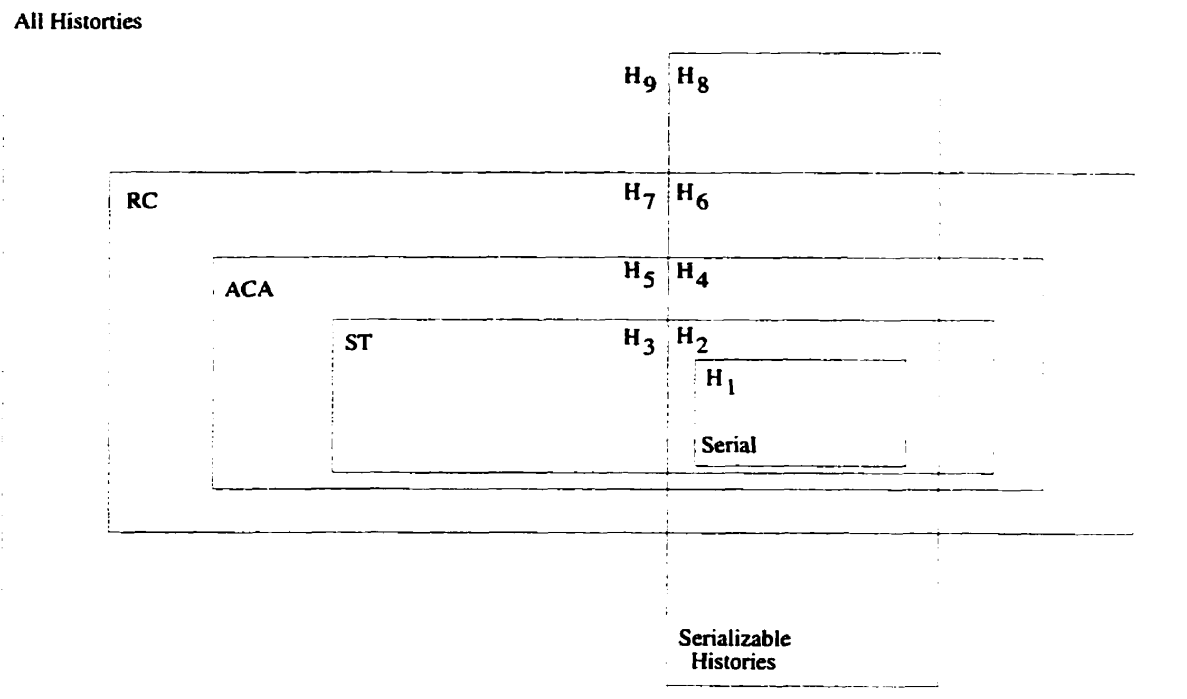 All Historties
H9 H8
RC
H7 H6
ACA
H5 H4
ST
H3 H2
H1
Serial
Serializable
Histories